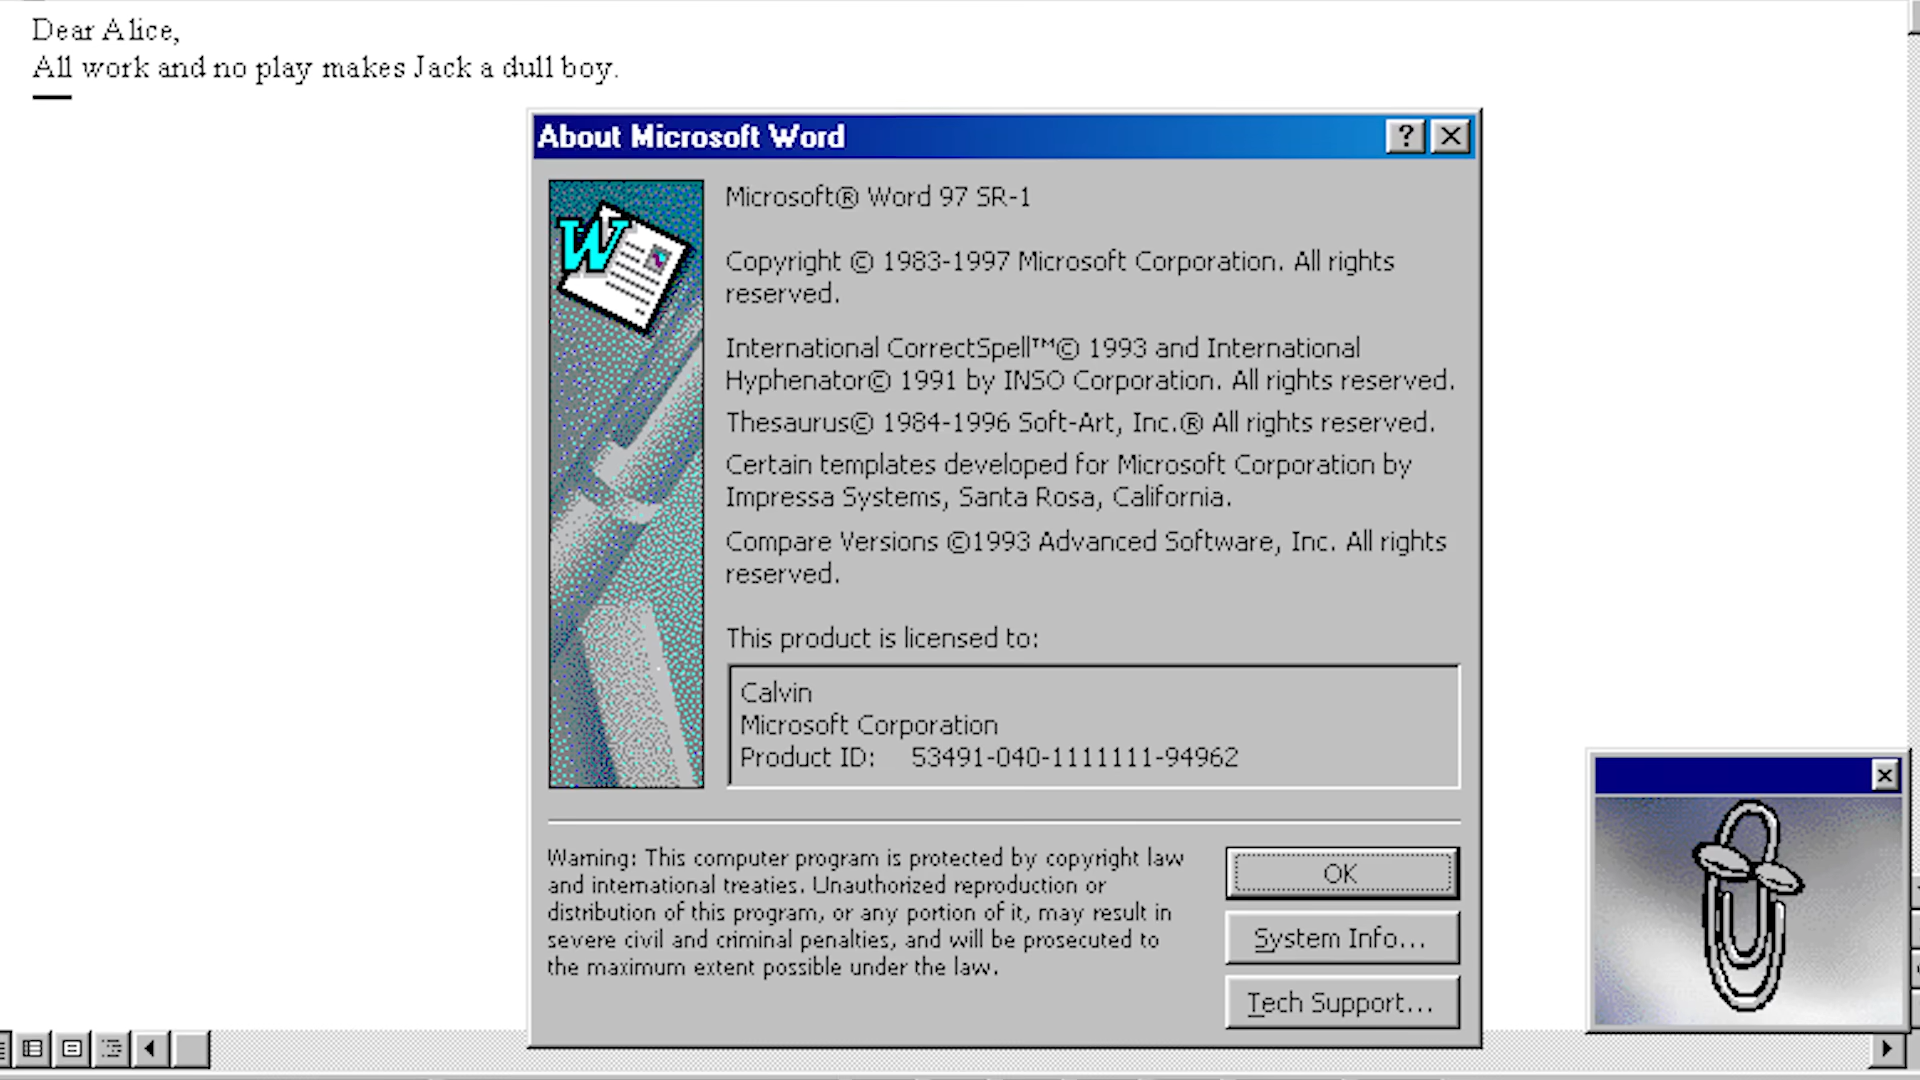 Dear Alice,
All work and no play makes Jack a dull boy.
About Microsoft Word
?
W
Microsoft® Word 97 SR-1
Copyright © 1983-1997 Microsoft Corporation. All rights
reserved.
International CorrectSpell™© 1993 and International
Hyphenator© 1991 by INSO Corporation. All rights reserved.
Thesaurus© 1984-1996 Soft-Art, Inc.® All rights reserved.
Certain templates developed for Microsoft Corporation by
Impressa Systems, Santa Rosa, California.
Compare Versions ©1993 Advanced Software, Inc. All rights
reserved.
This product is licensed to:
Calvin
Microsoft Corporation
Product ID: 53491-040-1111111-94962
Warning: This computer program is protected by copyright law
and international treaties. Unauthorized reproduction or
distribution of this program, or any portion of it, may result in
severe civil and criminal penalties, and will be prosecuted to
the maximum extent possible under the law.
OK
System Info...
Tech Support...